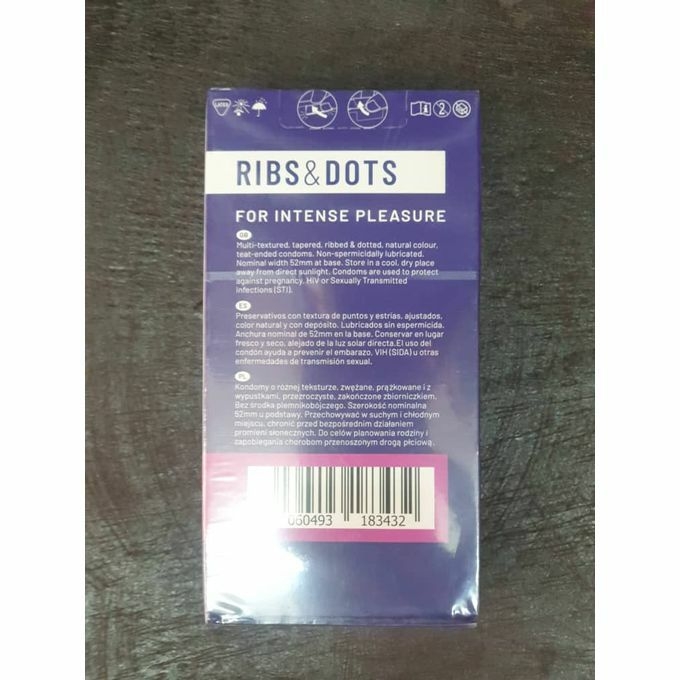 LATEX
RIBS&DOTS
FOR INTENSE PLEASURE
GB
Multi-textured, tapered, ribbed & dotted, natural colour,
teat-ended condoms. Non-spermicidally lubricated.
Nominal width 52mm at base. Store in a cool, dry place
away from direct sunlight. Condoms are used to protect
against pregnancy, HIV or Sexually Transmitted
Infections (STI).
ES
Preservativos con textura de puntos y estrías, ajustados,
color natural y con depósito. Lubricados sin espermicida.
Anchura nominal de 52mm en la base. Conservar en lugar
fresco y seco, alejado de la luz solar directa.El uso del
condón ayuda a prevenir el embarazo, VIH (SIDA) u otras
enfermedades de transmisión sexual.
PL
Kondomy o różnej teksturze, zwężane, prążkowane i z
wypustkami, przezroczyste, zakończone zbiorniczkiem.
Bez środka plemnikobójczego. Szerokość nominalna
52mm u podstawy. Przechowywać w suchym i chłodnym
miejscu, chronić przed bezpośrednim działaniem
promieni słonecznych. Do celów planowania rodziny i
zapobiegania chorobom przenoszonym drogą płciową.
060493 183432